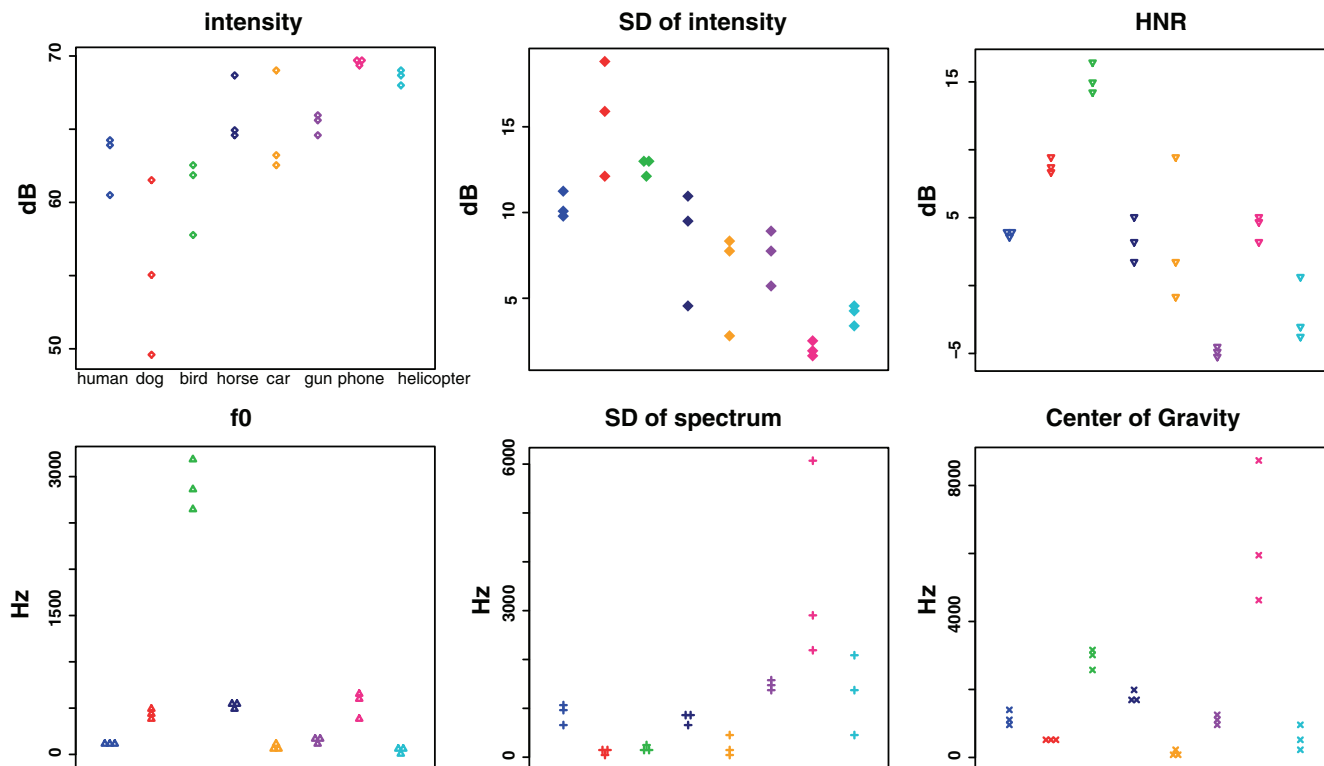 intensity
SD of intensity
HNR
dB
70
60
50
dB
15
10
5
dB
15
5
−5
human dog bird horse car gun phone helicopter
f0
SD of spectrum
Center of Gravity
Hz
3000
1500
0
Hz
6000
3000
0
Hz
8000
4000
0